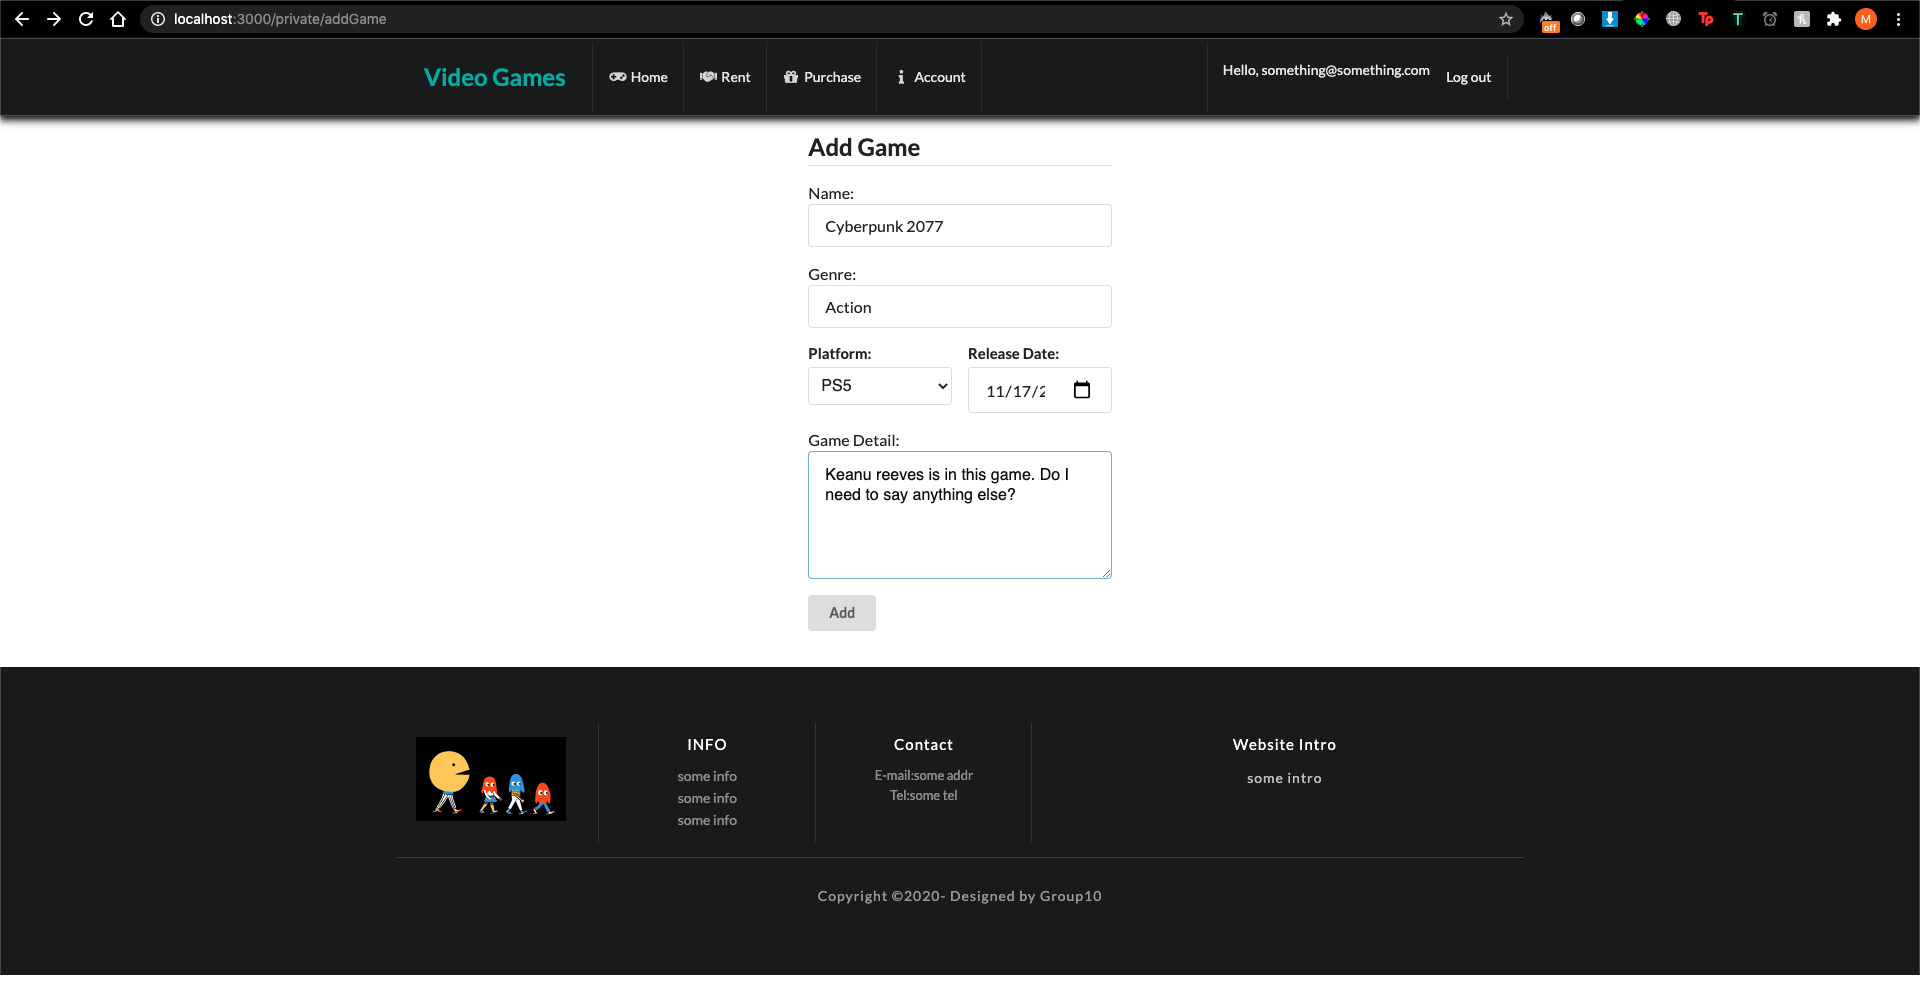 localhost:3000/private/addGame
off
Tp
T
M
Video Games
Home
Rent
Purchase
Account
Hello, something@something.com
Log out
Add Game
Name:
Cyberpunk 2077
Genre:
Action
Platform:
Release Date:
PS5
11/17/2
Game Detail:
Keanu reeves is in this game. Do I
need to say anything else?
Add
INFO
some info
some info
some info
Contact
E-mail:some addr
Tel:some tel
Website Intro
some intro
Copyright ©2020- Designed by Group10